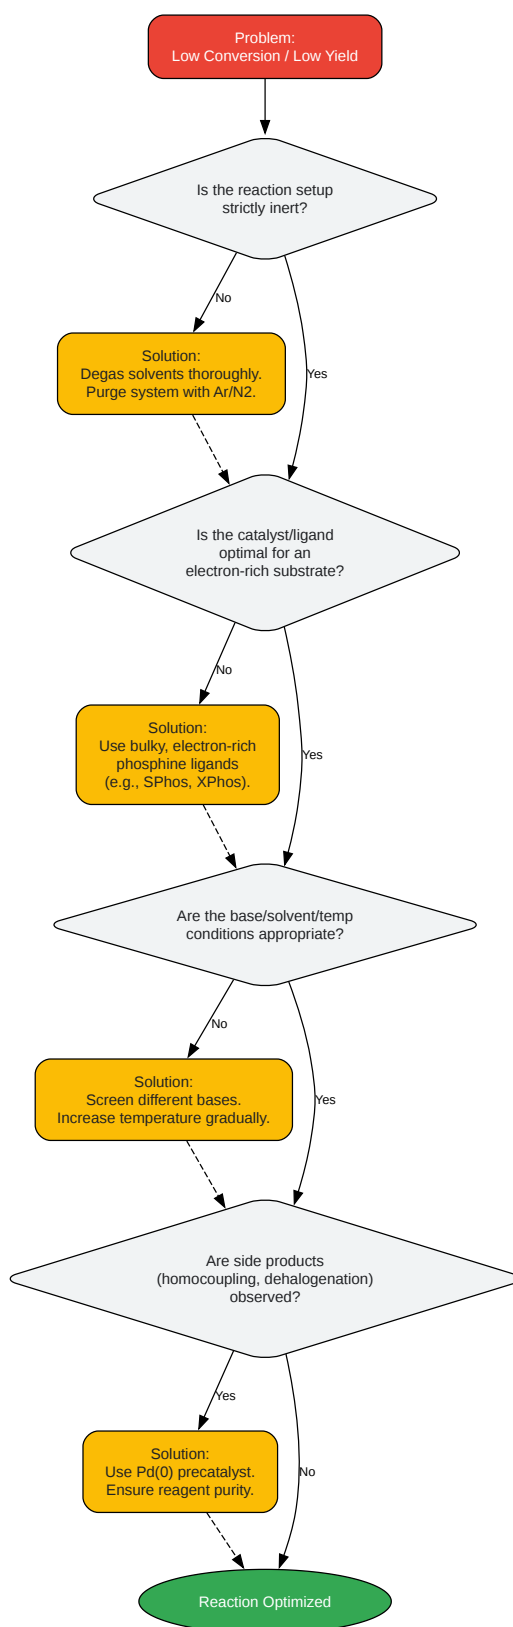 Problem:
Low Conversion / Low Yield
Is the reaction setup
strictly inert?
No
Yes
Solution:
Degas solvents thoroughly.
Purge system with Ar/N2.
Is the catalyst/ligand
optimal for an
electron-rich substrate?
No
Yes
Solution:
Use bulky, electron-rich
phosphine ligands
(e.g., SPhos, XPhos).
Are the base/solvent/temp
conditions appropriate?
No
Yes
Solution:
Screen different bases.
Increase temperature gradually.
Are side products
(homocoupling, dehalogenation)
observed?
Yes
No
Solution:
Use Pd(0) precatalyst.
Ensure reagent purity.
Reaction Optimized